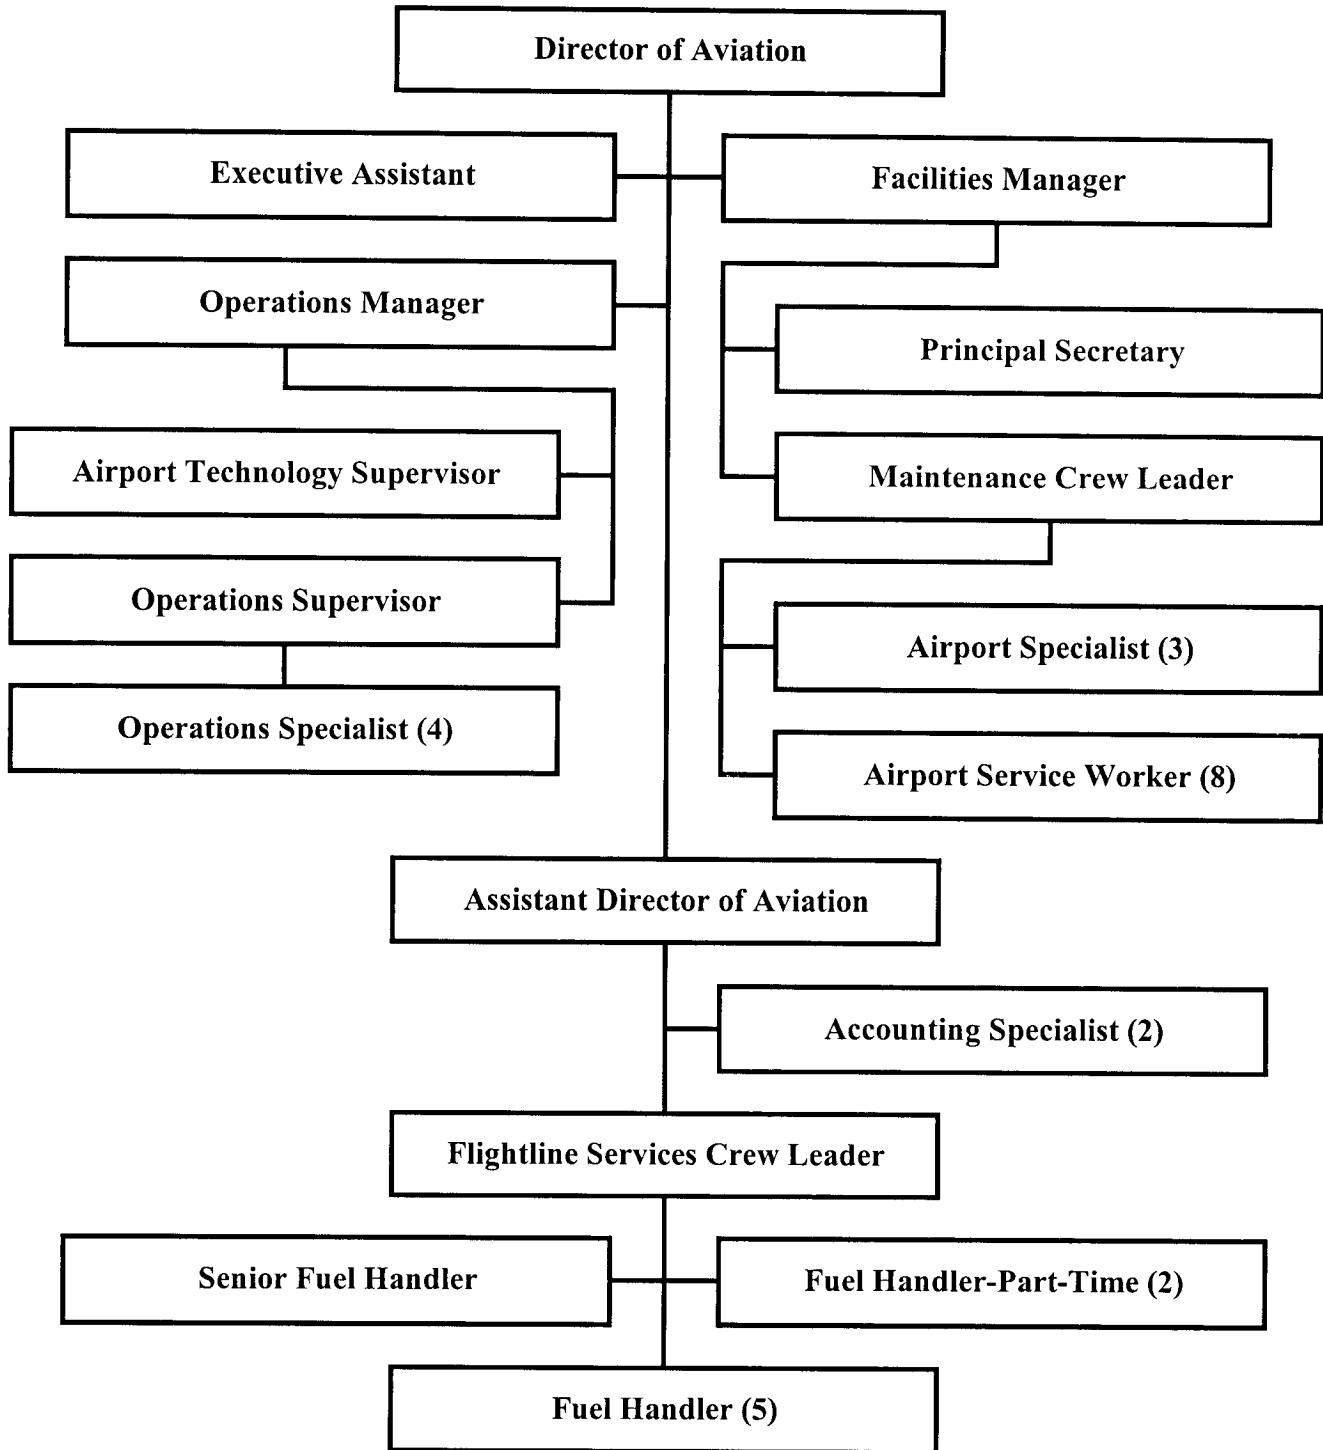 Director of Aviation
Executive Assistant
Facilities Manager
Operations Manager
Principal Secretary
Airport Technology Supervisor
Maintenance Crew Leader
Operations Supervisor
Airport Specialist (3)
Operations Specialist (4)
Airport Service Worker (8)
Assistant Director of Aviation
Accounting Specialist (2)
Flightline Services Crew Leader
Senior Fuel Handler
Fuel Handler-Part-Time (2)
Fuel Handler (5)